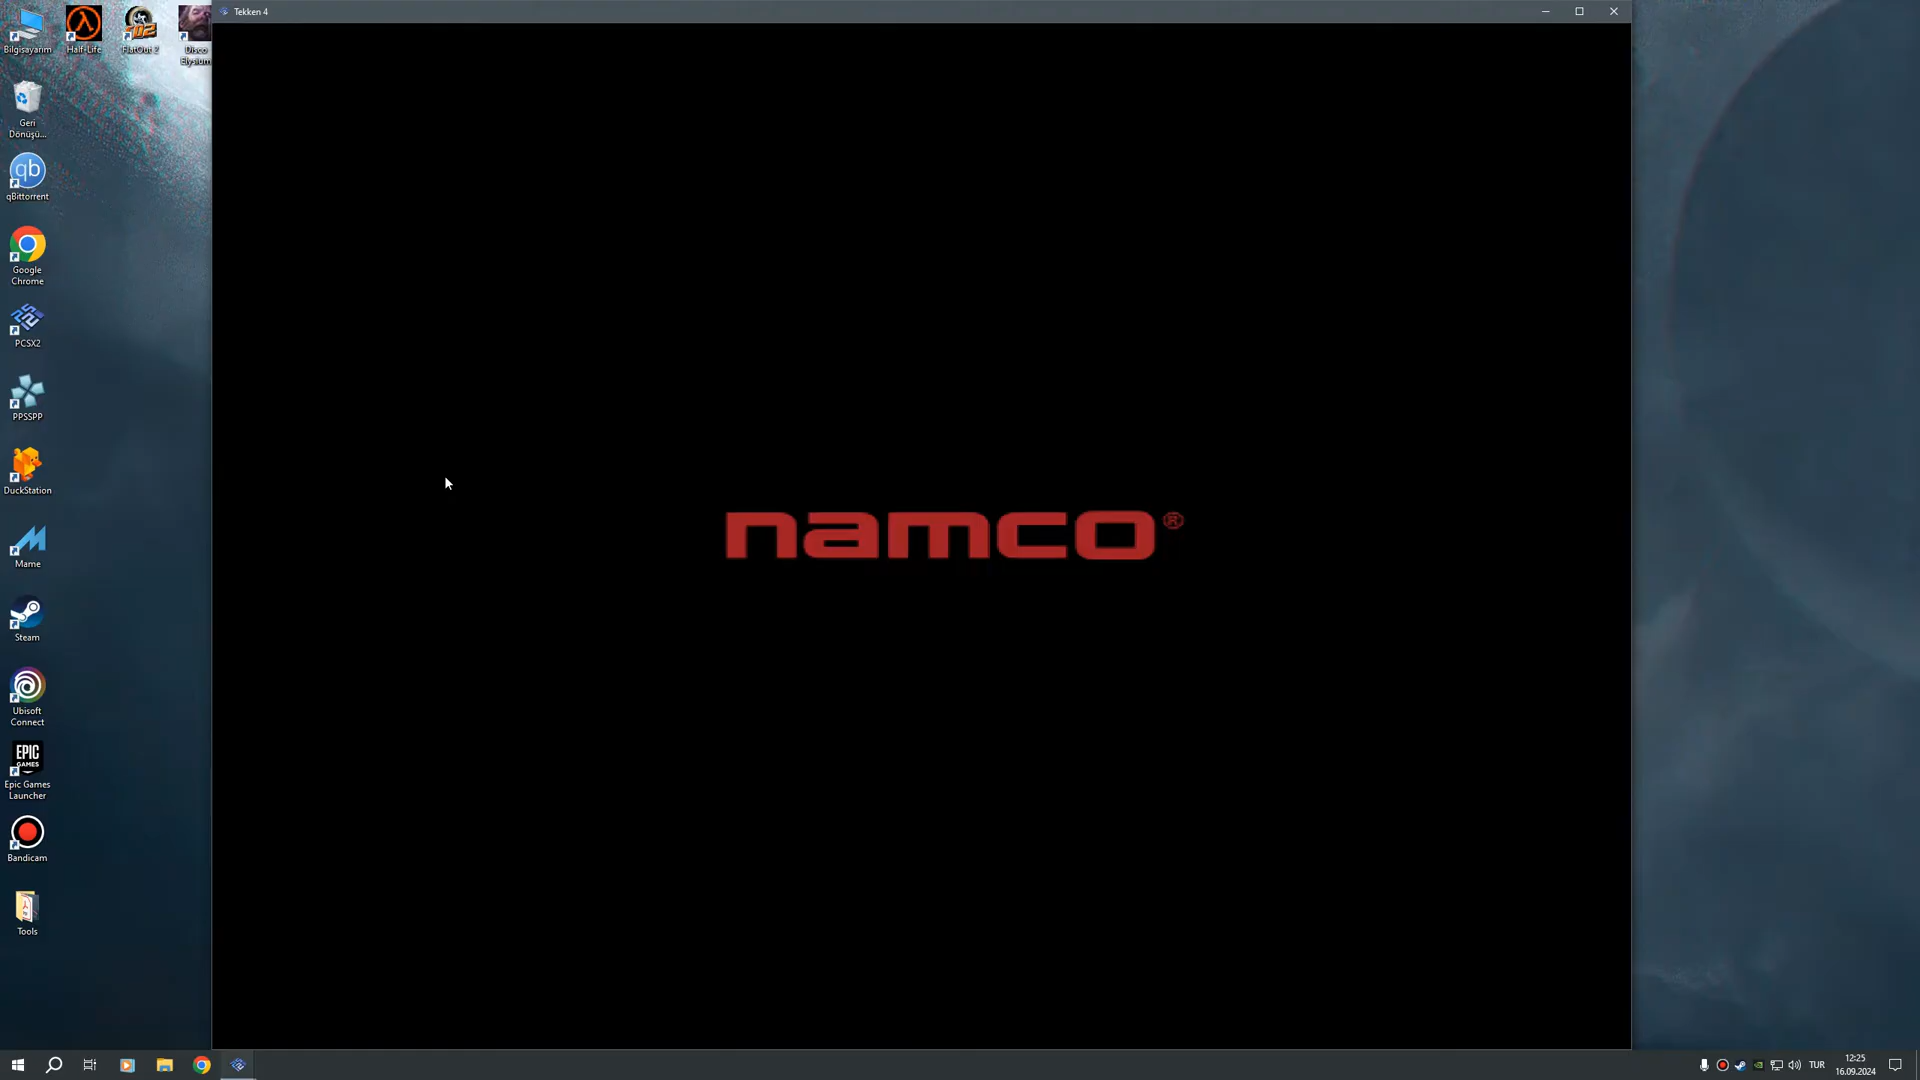 Tekken 4
Bilgisayarım
Half-Life
FlatOut 2
Disco
Elysium
Geri
Dönüşü...
qb
qBittorrent
Google
Chrome
PCSX2
PPSSPP
DuckStation
Mame
Steam
Ubisoft
Connect
EPIC
GAMES
Epic Games
Launcher
Bandicam
Tools
namco®
TUR
12:25
16.09.2024